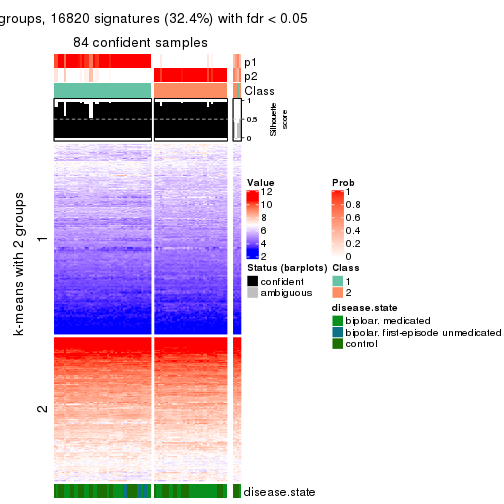 groups, 16820 signatures (32.4%) with fdr < 0.05
84 confident samples
p1
p2
Class
1
0.5
0
Silhouette
score
k-means with 2 groups
1
2
Value
12
10
8
6
4
2
Prob
1
0.8
0.6
0.4
0.2
0
Status (barplots)
confident
ambiguous
Class
1
2
disease.state
biploar. medicated
bipolar. first-episode unmedicated
control
disease.state